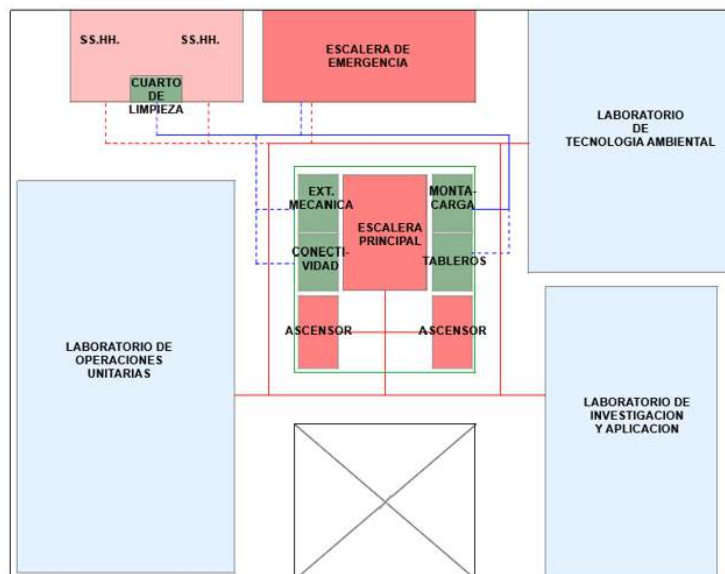 SS.HH.
SS.HH.
CUARTO
DE
LIMPIEZA
ESCALERA DE
EMERGENCIA
LABORATORIO
DE
TECNOLOGIA AMBIENTAL
EXT.
MECANICA
ESCALERA
PRINCIPAL
MONTA-
CARGA
CONECTI-
VIDAD
TABLEROS
ASCENSOR
ASCENSOR
LABORATORIO DE
OPERACIONES
UNITARIAS
LABORATORIO DE
INVESTIGACION
Y APLICACION